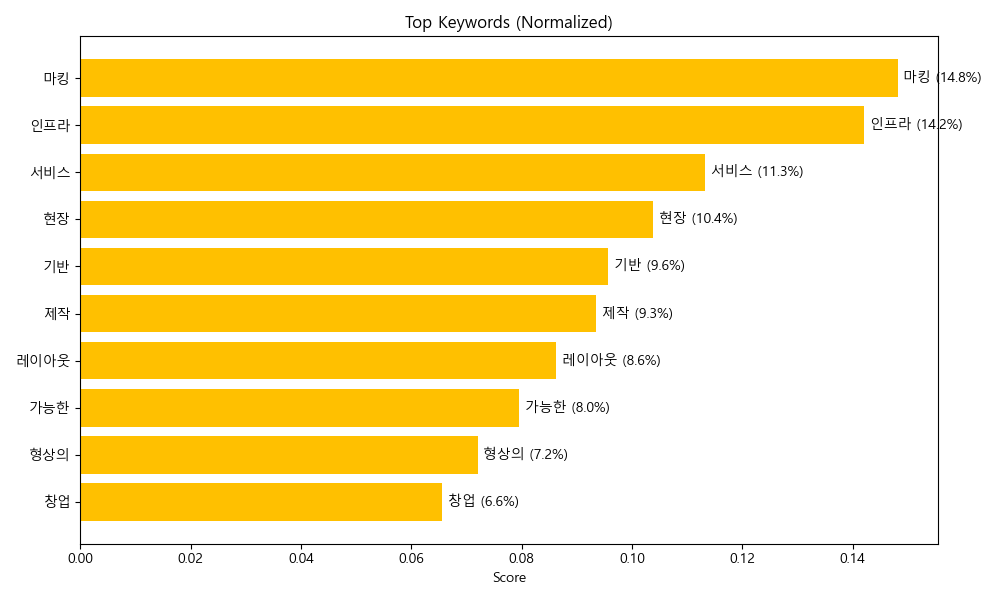 Top Keywords (Normalized)
마킹 마킹 (14.8%)
인프라 인프라 (14.2%)
서비스 서비스 (11.3%)
현장 현장 (10.4%)
기반 기반 (9.6%)
제작 제작 (9.3%)
레이아웃 레이아웃 (8.6%)
가능한 가능한 (8.0%)
형상의 형상의 (7.2%)
창업 창업 (6.6%)
0.00 0.02 0.04 0.06 0.08 0.10 0.12 0.14
Score